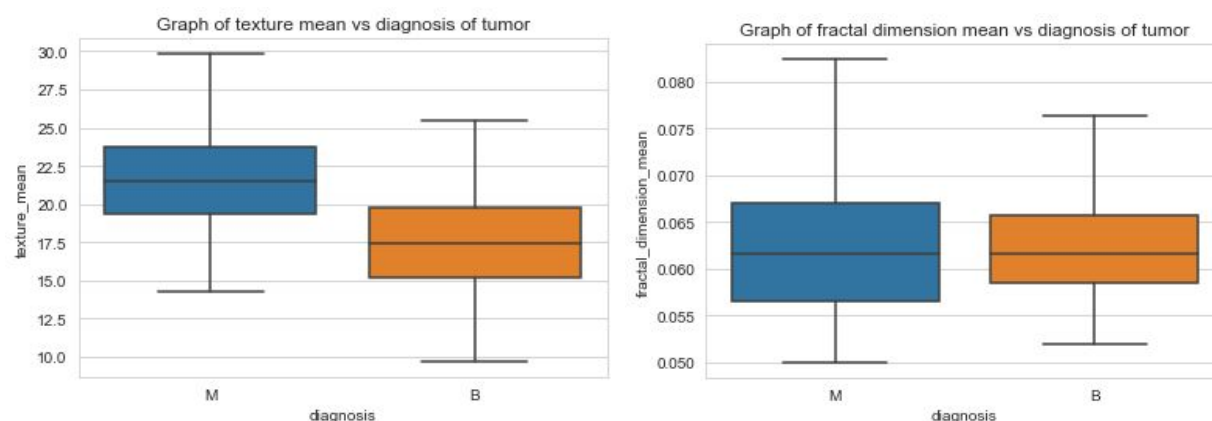 Graph of texture mean vs diagnosis of tumor
texture_mean
30.0
27.5
25.0
22.5
20.0
17.5
15.0
12.5
10.0
M
B
diagnosis
Graph of fractal dimension mean vs diagnosis of tumor
fractal_dimension_mean
0.080
0.075
0.070
0.065
0.060
0.055
0.050
M
B
diagnosis